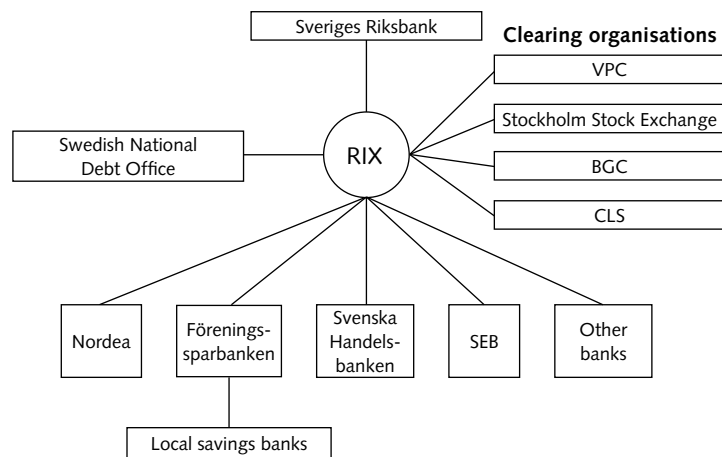 Sveriges Riksbank
Clearing organisations
VPC
Stockholm Stock Exchange
BGC
CLS
Swedish National
Debt Office
RIX
Nordea
Förenings-
sparbanken
Svenska
Handels-
banken
SEB
Other
banks
Local savings banks